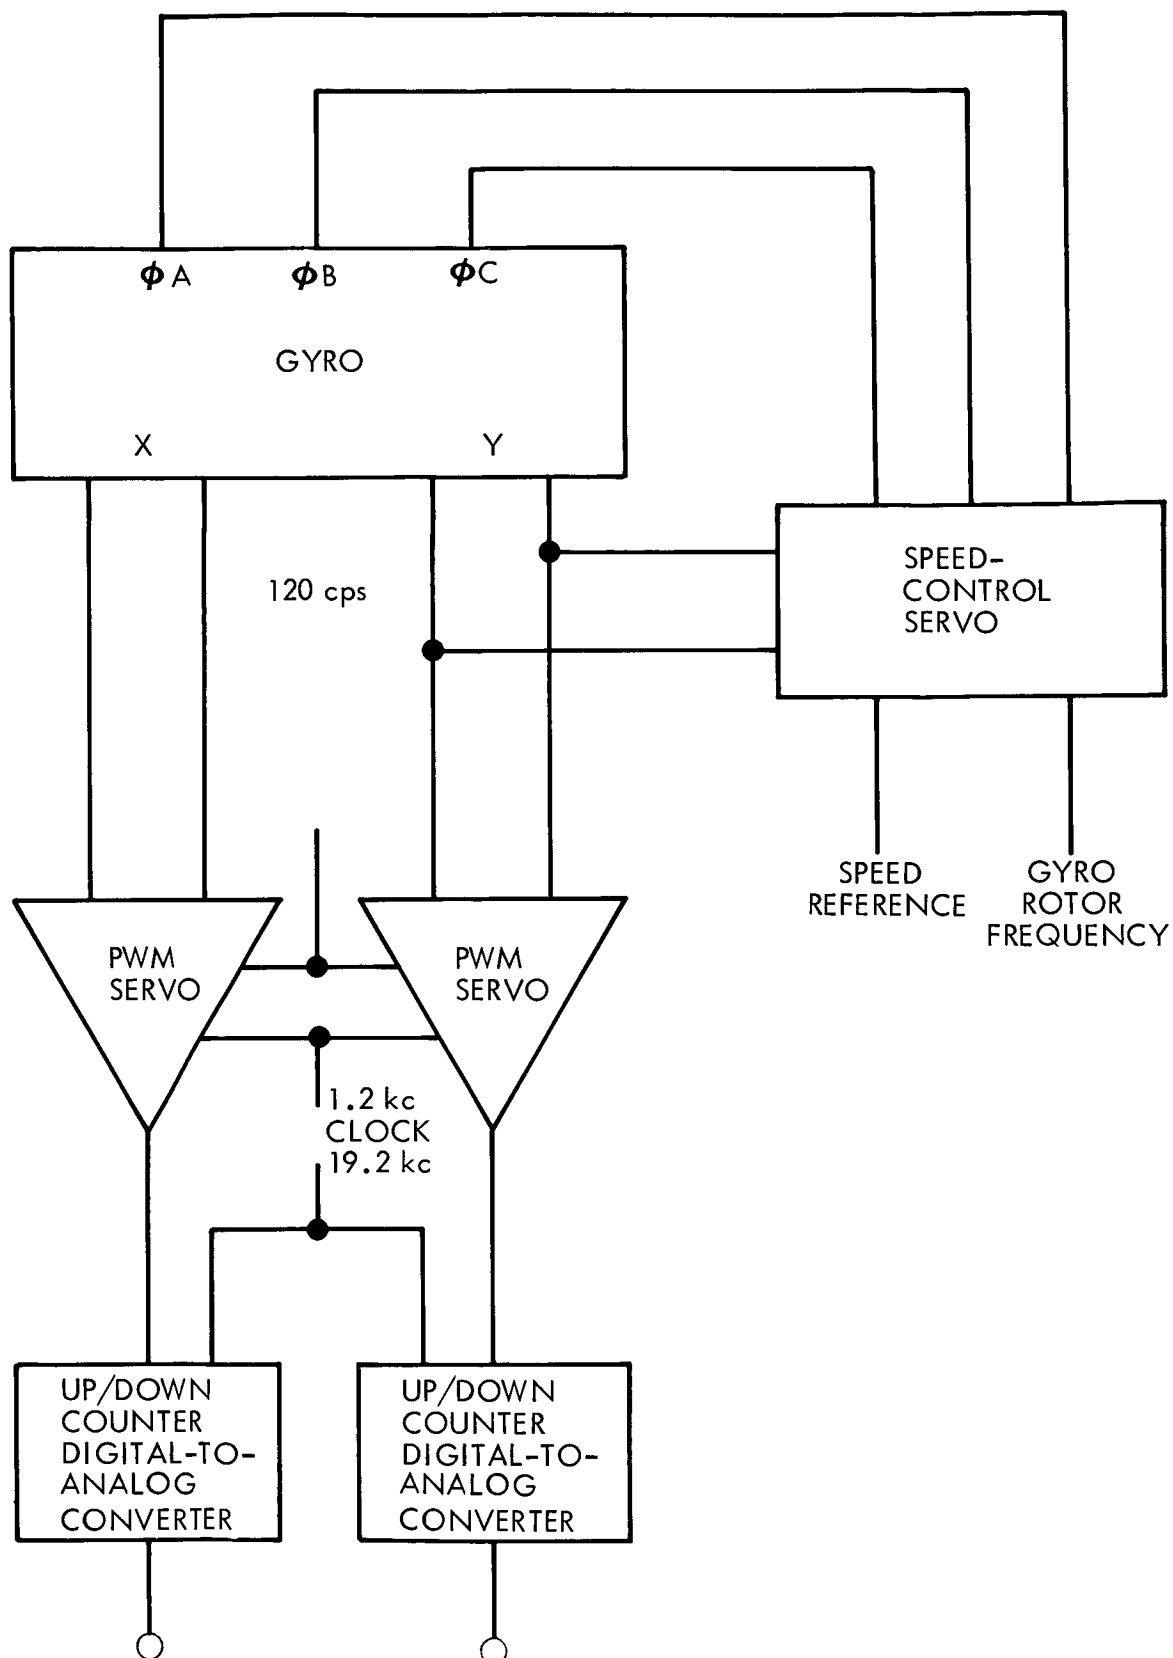 ϕA ϕB ϕC
GYRO
X Y
120 cps
SPEED-
CONTROL
SERVO
SPEED
REFERENCE
GYRO
ROTOR
FREQUENCY
PWM
SERVO
PWM
SERVO
1.2 kc
CLOCK
19.2 kc
UP/DOWN
COUNTER
DIGITAL-TO-
ANALOG
CONVERTER
UP/DOWN
COUNTER
DIGITAL-TO-
ANALOG
CONVERTER